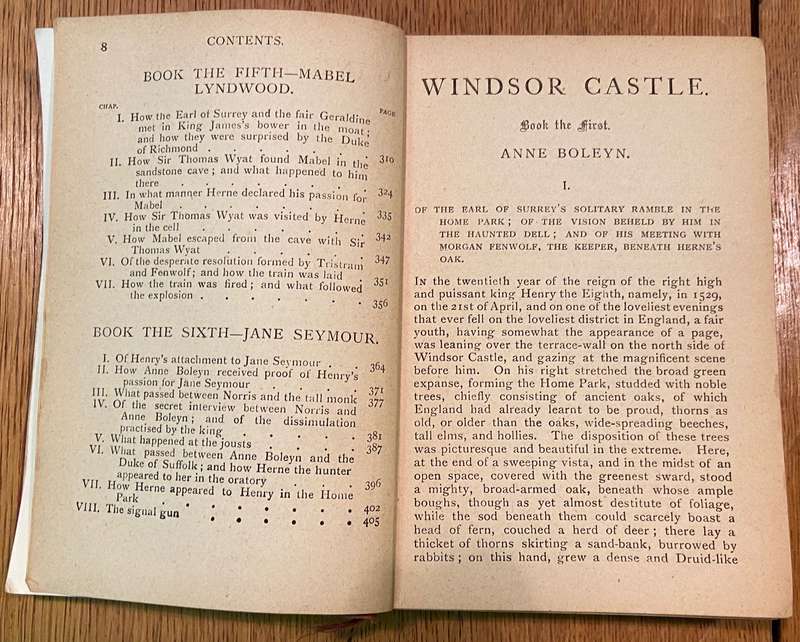 8
CONTENTS.
BOOK THE FIFTH—MABEL
LYNDWOOD.
CHAP. PAGE
I. How the Earl of Surrey and the fair Geraldine
met in King James's bower in the moat;
and how they were surprised by the Duke
of Richmond . . . . . . . 310
II. How Sir Thomas Wyat found Mabel in the
sandstone cave; and what happened to him
there . . . . . . . . 324
III. In what manner Herne declared his passion for
Mabel . . . . . . . . 335
IV. How Sir Thomas Wyat was visited by Herne
in the cell . . . . . . . 342
V. How Mabel escaped from the cave with Sir
Thomas Wyat . . . . . . 347
VI. Of the desperate resolution formed by Tristram
and Fenwolf; and how the train was laid . 351
VII. How the train was fired; and what followed
the explosion . . . . . . . 356
BOOK THE SIXTH—JANE SEYMOUR.
I. Of Henry's attachment to Jane Seymour . . 364
II. How Anne Boleyn received proof of Henry's
passion for Jane Seymour . . . . 371
III. What passed between Norris and the tall monk 377
IV. Of the secret interview between Norris and
Anne Boleyn; and of the dissimulation
practised by the king . . . . . 381
V. What happened at the jousts . . . . 387
VI. What passed between Anne Boleyn and the
Duke of Suffolk; and how Herne the hunter
appeared to her in the oratory . . . 396
VII. How Herne appeared to Henry in the Home
Park . . . . . . . . 402
VIII. The signal gun . . . . . . 405
WINDSOR CASTLE.
Book the First.
ANNE BOLEYN.
I.
OF THE EARL OF SURREY'S SOLITARY RAMBLE IN THE
HOME PARK; OF THE VISION BEHELD BY HIM IN
THE HAUNTED DELL; AND OF HIS MEETING WITH
MORGAN FENWOLF, THE KEEPER, BENEATH HERNE'S
OAK.
IN the twentieth year of the reign of the right high
and puissant king Henry the Eighth, namely, in 1529,
on the 21st of April, and on one of the loveliest evenings
that ever fell on the loveliest district in England, a fair
youth, having somewhat the appearance of a page,
was leaning over the terrace-wall on the north side of
Windsor Castle, and gazing at the magnificent scene
before him. On his right stretched the broad green
expanse, forming the Home Park, studded with noble
trees, chiefly consisting of ancient oaks, of which
England had already learnt to be proud, thorns as
old, or older than the oaks, wide-spreading beeches,
tall elms, and hollies. The disposition of these trees
was picturesque and beautiful in the extreme. Here,
at the end of a sweeping vista, and in the midst of an
open space, covered with the greenest sward, stood
a mighty, broad-armed oak, beneath whose ample
boughs, though as yet almost destitute of foliage,
while the sod beneath them could scarcely boast a
head of fern, couched a herd of deer; there lay a
thicket of thorns skirting a sand-bank, burrowed by
rabbits; on this hand, grew a dense and Druid-like